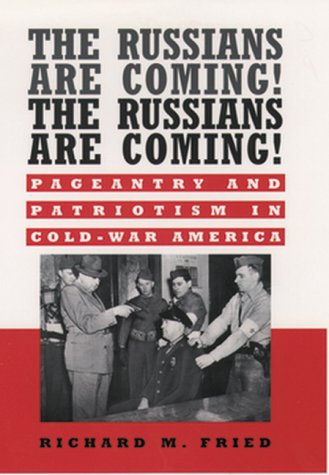 THE RUSSIANS
ARE COMING!
THE RUSSIANS
ARE COMING!
PAGEANTRY AND
PATRIOTISM IN
COLD-WAR AMERICA
RICHARD M. FRIED